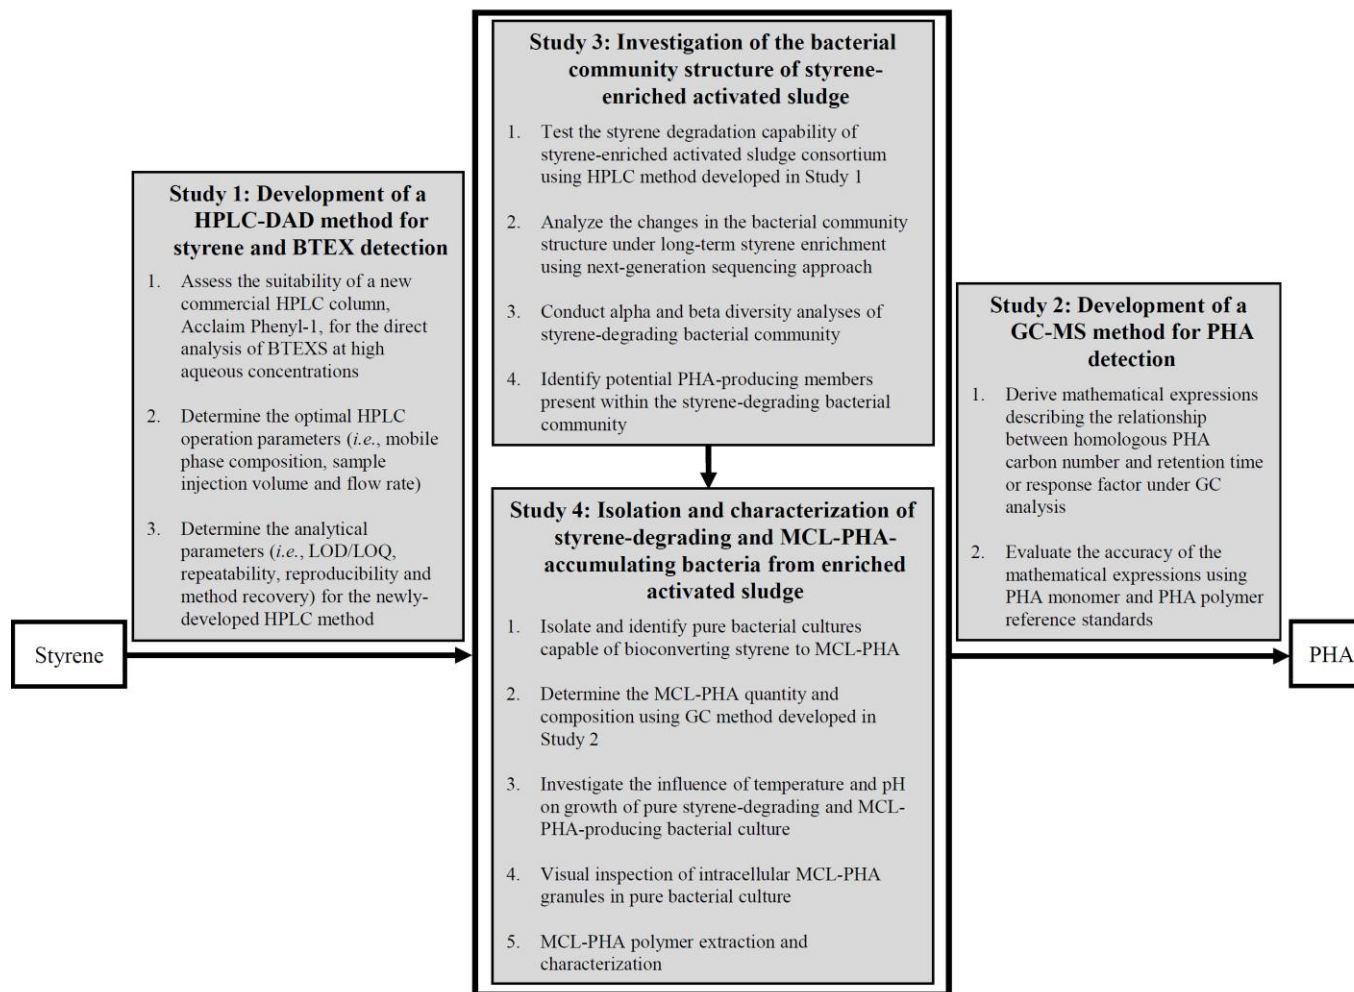 Styrene
Study 1: Development of a
HPLC-DAD method for
styrene and BTEX detection
1. Assess the suitability of a new
commercial HPLC column,
Acclaim Phenyl-1, for the direct
analysis of BTEXS at high
aqueous concentrations
2. Determine the optimal HPLC
operation parameters (i.e., mobile
phase composition, sample
injection volume and flow rate)
3. Determine the analytical
parameters (i.e., LOD/LOQ,
repeatability, reproducibility and
method recovery) for the newly-
developed HPLC method
Study 3: Investigation of the bacterial
community structure of styrene-
enriched activated sludge
1. Test the styrene degradation capability of
styrene-enriched activated sludge consortium
using HPLC method developed in Study 1
2. Analyze the changes in the bacterial community
structure under long-term styrene enrichment
using next-generation sequencing approach
3. Conduct alpha and beta diversity analyses of
styrene-degrading bacterial community
4. Identify potential PHA-producing members
present within the styrene-degrading bacterial
community
Study 4: Isolation and characterization of
styrene-degrading and MCL-PHA-
accumulating bacteria from enriched
activated sludge
1. Isolate and identify pure bacterial cultures
capable of bioconverting styrene to MCL-PHA
2. Determine the MCL-PHA quantity and
composition using GC method developed in
Study 2
3. Investigate the influence of temperature and pH
on growth of pure styrene-degrading and MCL-
PHA-producing bacterial culture
4. Visual inspection of intracellular MCL-PHA
granules in pure bacterial culture
5. MCL-PHA polymer extraction and
characterization
Study 2: Development of a
GC-MS method for PHA
detection
1. Derive mathematical expressions
describing the relationship
between homologous PHA
carbon number and retention time
or response factor under GC
analysis
2. Evaluate the accuracy of the
mathematical expressions using
PHA monomer and PHA polymer
reference standards
PHA